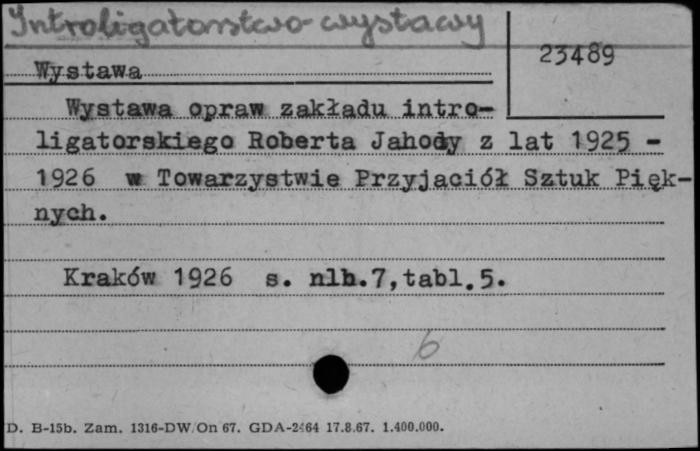 Introligatorstwo-wystawy
23489
Wystawa
Wystawa opraw zakładu intro-
ligatorskiego Roberta Jahody z lat 1925 -
1926 w Towarzystwie Przyjaciół Sztuk Pięk-
nych.
Kraków 1926 s. nlb.7,tabl.5.
6
D. B-15b. Zam. 1316-DW/On 67. GDA-2464 17.8.67. 1.400.000.